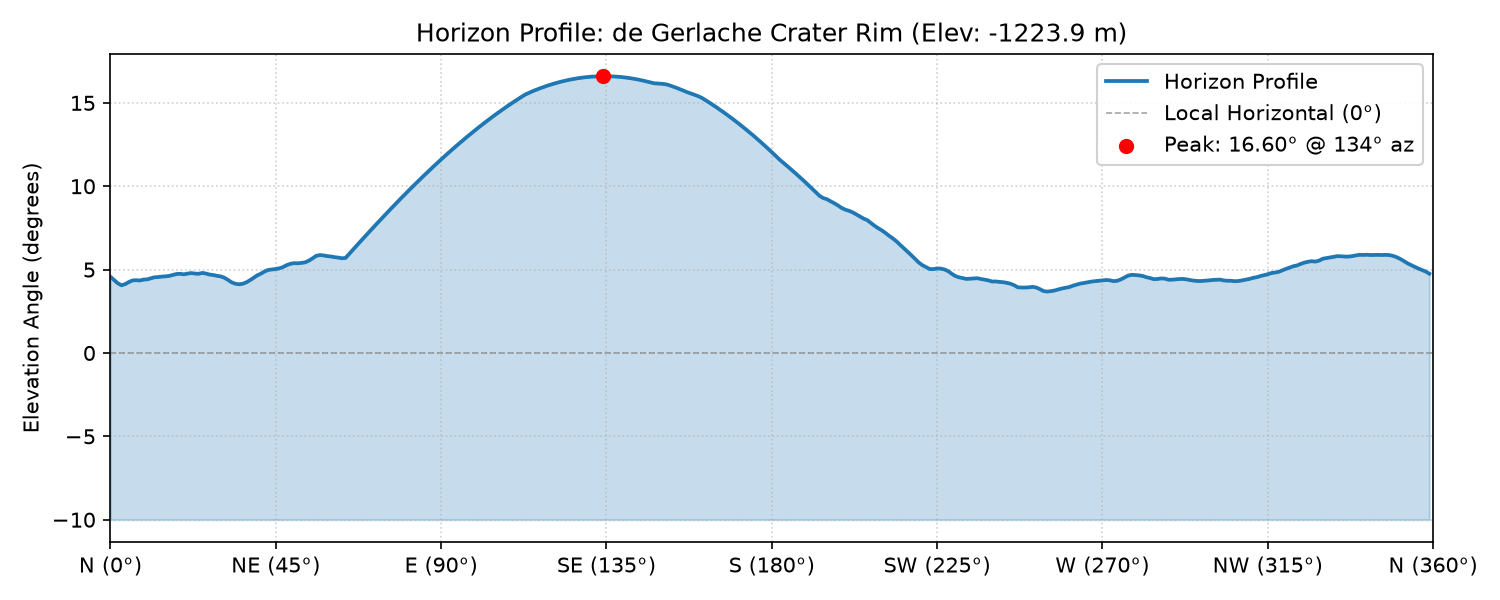 Horizon Profile: de Gerlache Crater Rim (Elev: -1223.9 m)
Horizon Profile
Local Horizontal (0°)
Peak: 16.60° @ 134° az
Elevation Angle (degrees)
15
10
5
0
−5
−10
N (0°)
NE (45°)
E (90°)
SE (135°)
S (180°)
SW (225°)
W (270°)
NW (315°)
N (360°)